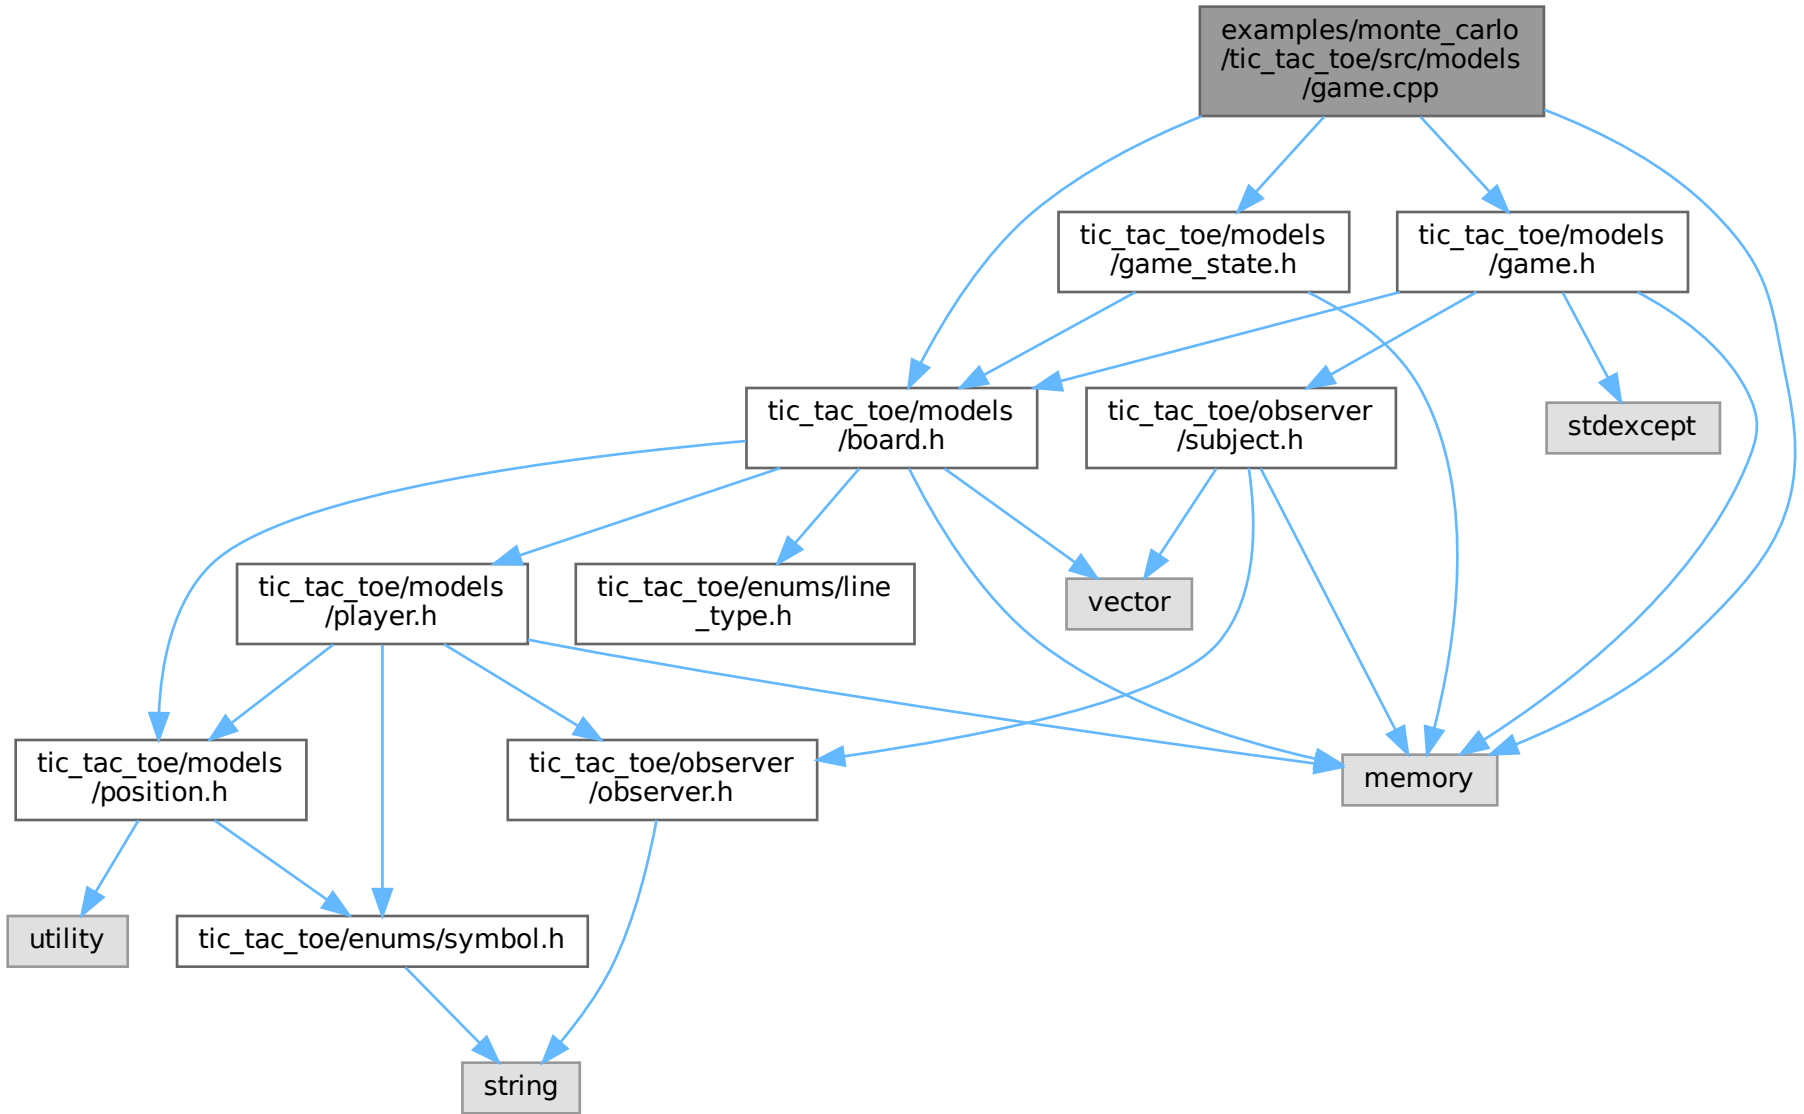 examples/monte_carlo
/tic_tac_toe/src/models
/game.cpp
tic_tac_toe/models
/game_state.h
tic_tac_toe/models
/game.h
tic_tac_toe/models
/board.h
tic_tac_toe/observer
/subject.h
stdexcept
tic_tac_toe/models
/player.h
tic_tac_toe/enums/line
_type.h
vector
tic_tac_toe/models
/position.h
tic_tac_toe/observer
/observer.h
memory
utility
tic_tac_toe/enums/symbol.h
string